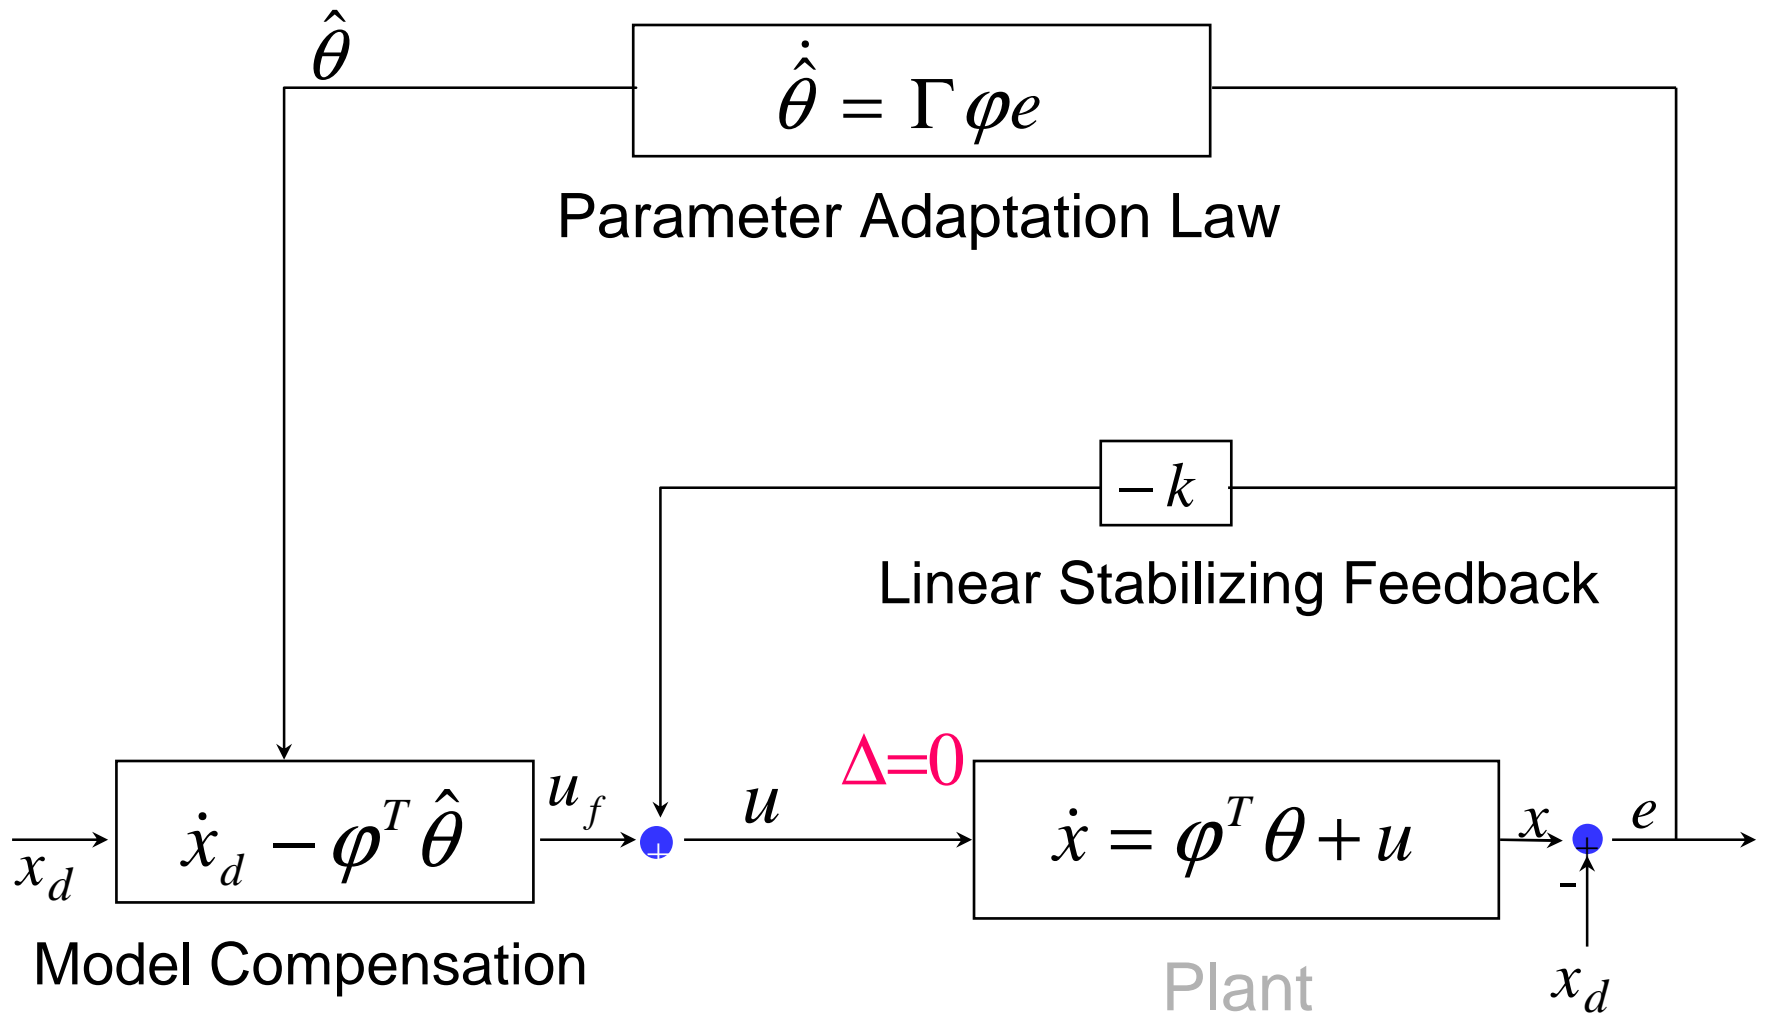 θ̂
θ̂̇ = Γφe
Parameter Adaptation Law
−k
Linear Stabilizing Feedback
Δ=0
x_d
ẋ_d − φ^T θ̂
u_f
+
u
ẋ = φ^T θ + u
x
+
-
e
x_d
Model Compensation
Plant